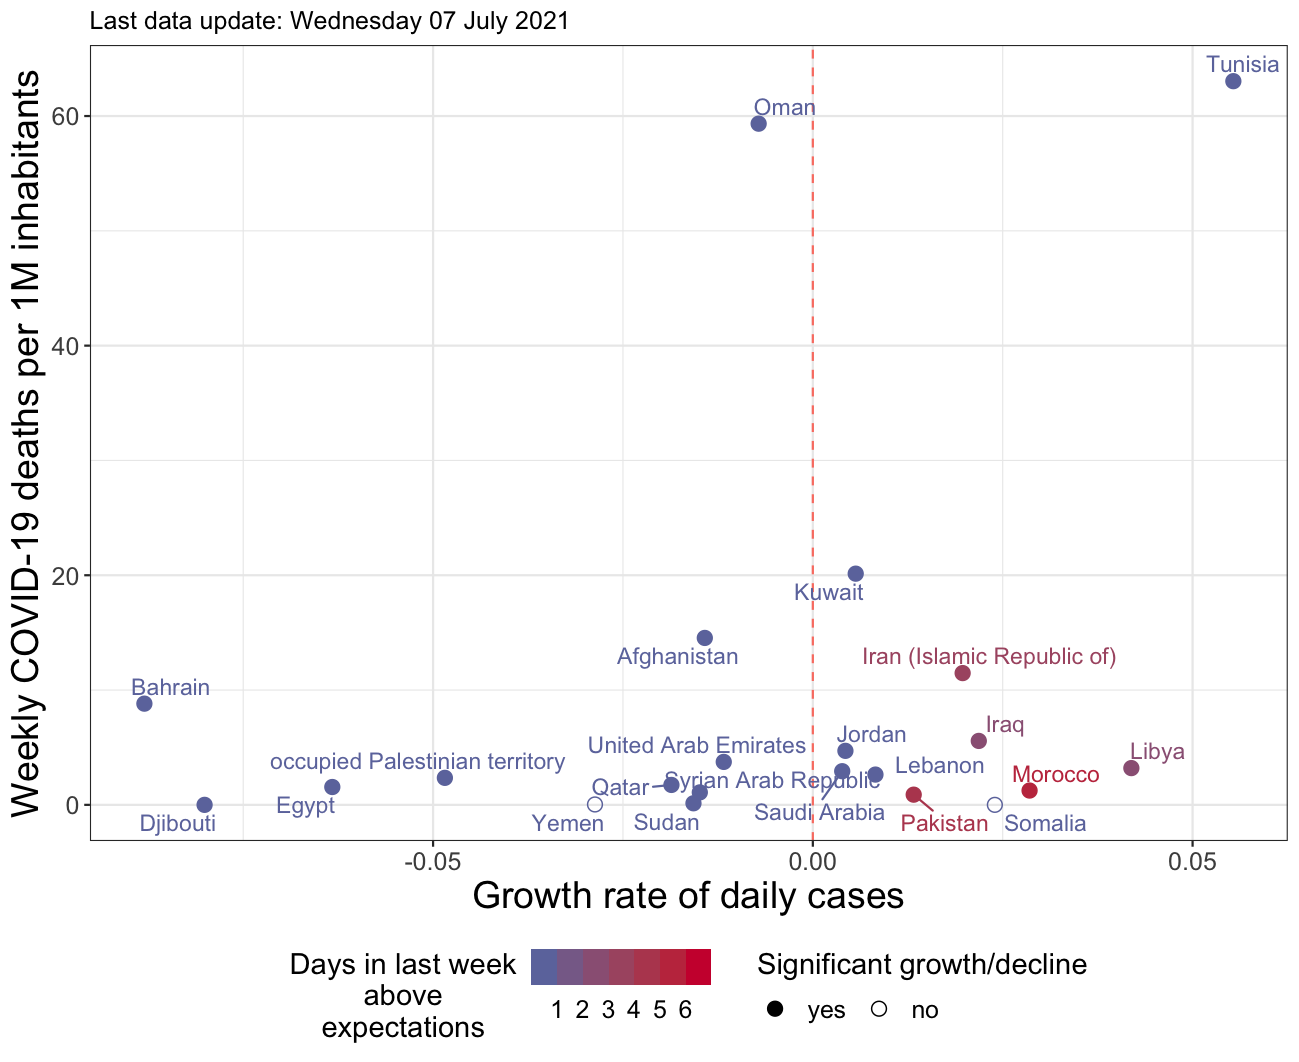 Last data update: Wednesday 07 July 2021
Weekly COVID-19 deaths per 1M inhabitants
60
40
20
0
Tunisia
Oman
Kuwait
Afghanistan
Iran (Islamic Republic of)
Bahrain
Iraq
Jordan
United Arab Emirates
Libya
occupied Palestinian territory
Lebanon
Morocco
Syrian Arab Republic
Qatar
Egypt
Saudi Arabia
Djibouti
Yemen
Sudan
Pakistan
Somalia
-0.05
0.00
0.05
Growth rate of daily cases
Days in last week
above
expectations
1 2 3 4 5 6
Significant growth/decline
yes
no